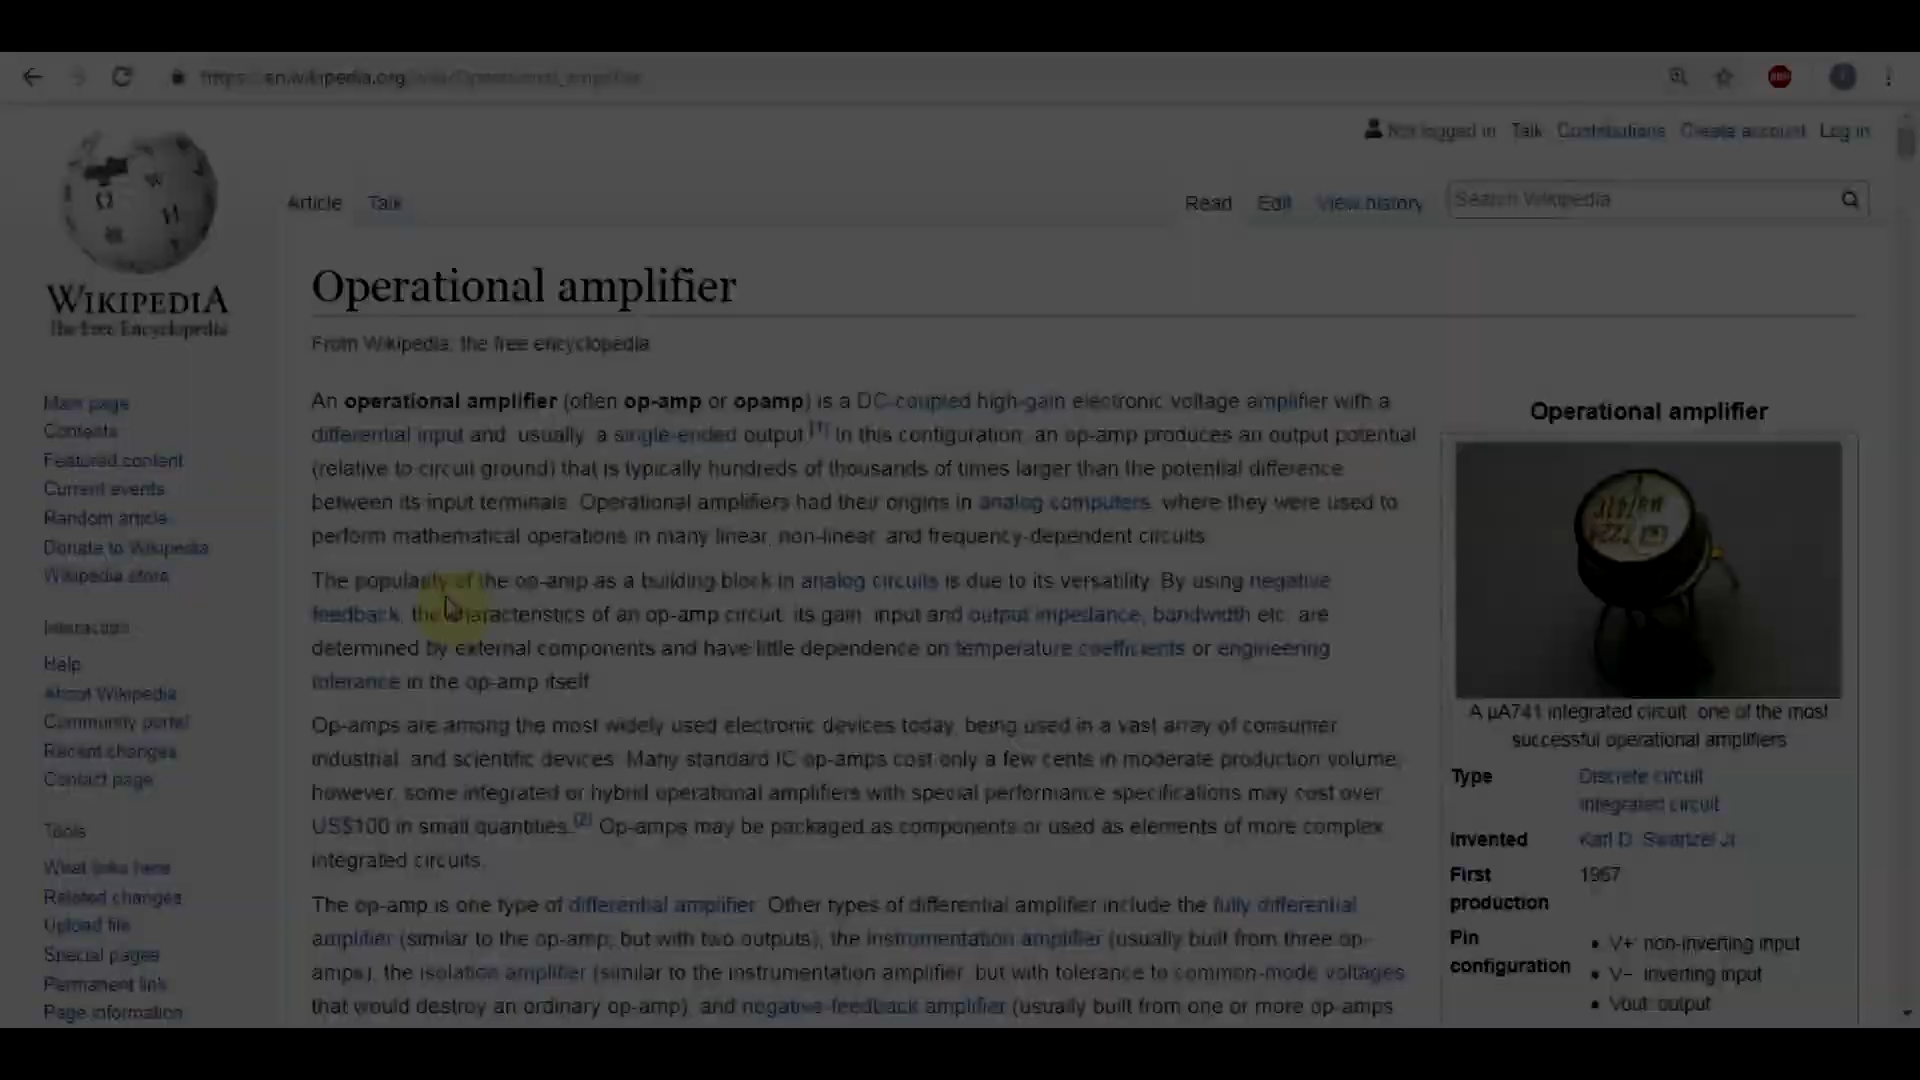 https://en.wikipedia.org/wiki/Operational_amplifier
Not logged in Talk Contributions Create account Log in
Article Talk Read Edit View history Search Wikipedia
WIKIPEDIA
The Free Encyclopedia
Operational amplifier
From Wikipedia, the free encyclopedia
Main page
Contents
Featured content
Current events
Random article
Donate to Wikipedia
Wikipedia store
Interaction
Help
About Wikipedia
Community portal
Recent changes
Contact page
Tools
What links here
Related changes
Upload file
Special pages
Permanent link
Page information
An operational amplifier (often op-amp or opamp) is a DC-coupled high-gain electronic voltage amplifier with a
differential input and, usually, a single-ended output.[1] In this configuration, an op-amp produces an output potential
(relative to circuit ground) that is typically hundreds of thousands of times larger than the potential difference
between its input terminals. Operational amplifiers had their origins in analog computers, where they were used to
perform mathematical operations in many linear, non-linear, and frequency-dependent circuits.
The popularity of the op-amp as a building block in analog circuits is due to its versatility. By using negative
feedback, the characteristics of an op-amp circuit, its gain, input and output impedance, bandwidth etc. are
determined by external components and have little dependence on temperature coefficients or engineering
tolerance in the op-amp itself.
Op-amps are among the most widely used electronic devices today, being used in a vast array of consumer,
industrial, and scientific devices. Many standard IC op-amps cost only a few cents in moderate production volume;
however, some integrated or hybrid operational amplifiers with special performance specifications may cost over
US$100 in small quantities.[2] Op-amps may be packaged as components or used as elements of more complex
integrated circuits.
The op-amp is one type of differential amplifier. Other types of differential amplifier include the fully differential
amplifier (similar to the op-amp, but with two outputs), the instrumentation amplifier (usually built from three op-
amps), the isolation amplifier (similar to the instrumentation amplifier, but with tolerance to common-mode voltages
that would destroy an ordinary op-amp), and negative-feedback amplifier (usually built from one or more op-amps
Operational amplifier
A μA741 integrated circuit, one of the most
successful operational amplifiers
Type Discrete circuit
Integrated circuit
Invented Karl D. Swartzel Jr.
First 1967
production
Pin
configuration
• V+: non-inverting input
• V−: inverting input
• Vout: output